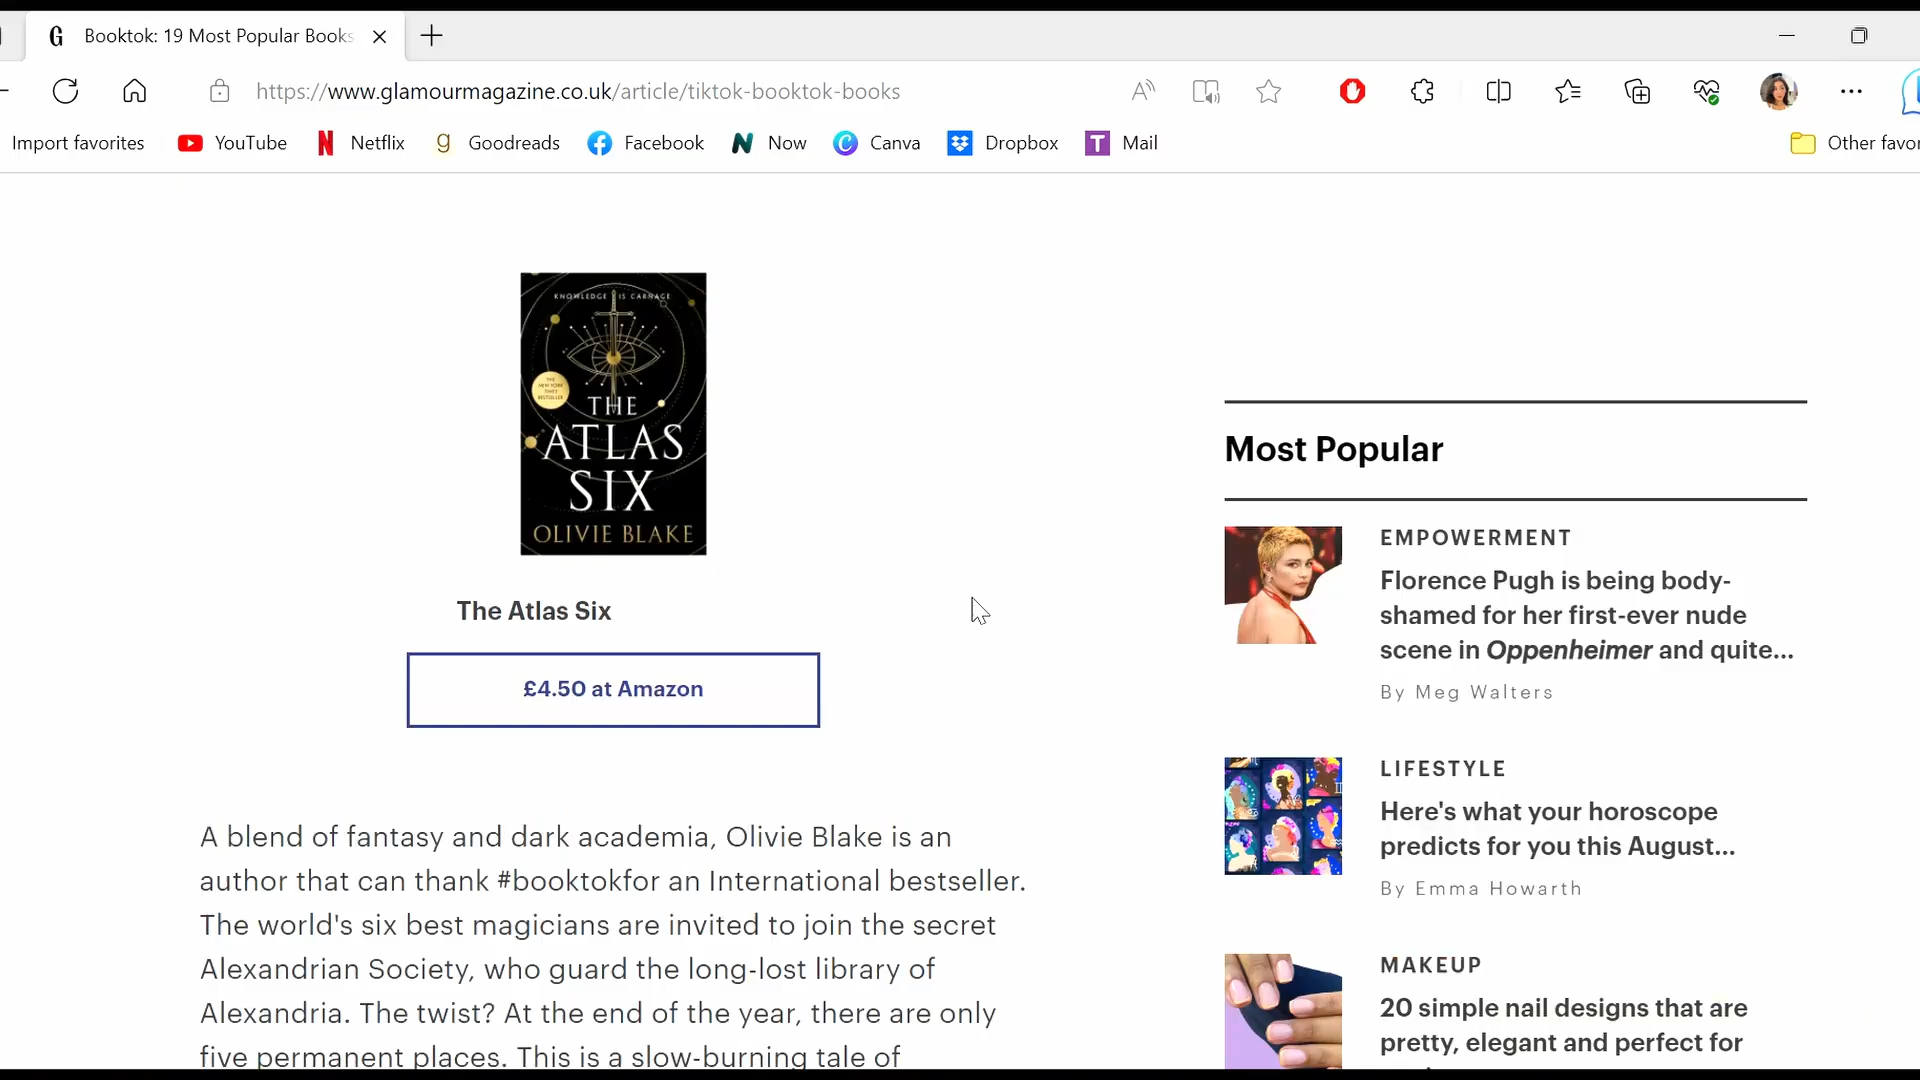 G Booktok: 19 Most Popular Books
https://www.glamourmagazine.co.uk/article/tiktok-booktok-books
Import favorites YouTube N Netflix g Goodreads Facebook N Now C Canva Dropbox T Mail Other favor
KNOWLEDGE IS CARNAGE
THE NEW YORK TIMES BESTSELLER
THE
ATLAS
SIX
OLIVIE BLAKE
The Atlas Six
£4.50 at Amazon
A blend of fantasy and dark academia, Olivie Blake is an
author that can thank #booktokfor an International bestseller.
The world's six best magicians are invited to join the secret
Alexandrian Society, who guard the long-lost library of
Alexandria. The twist? At the end of the year, there are only
five permanent places. This is a slow-burning tale of
Most Popular
EMPOWERMENT
Florence Pugh is being body-
shamed for her first-ever nude
scene in Oppenheimer and quite...
By Meg Walters
LIFESTYLE
Here's what your horoscope
predicts for you this August...
By Emma Howarth
MAKEUP
20 simple nail designs that are
pretty, elegant and perfect for